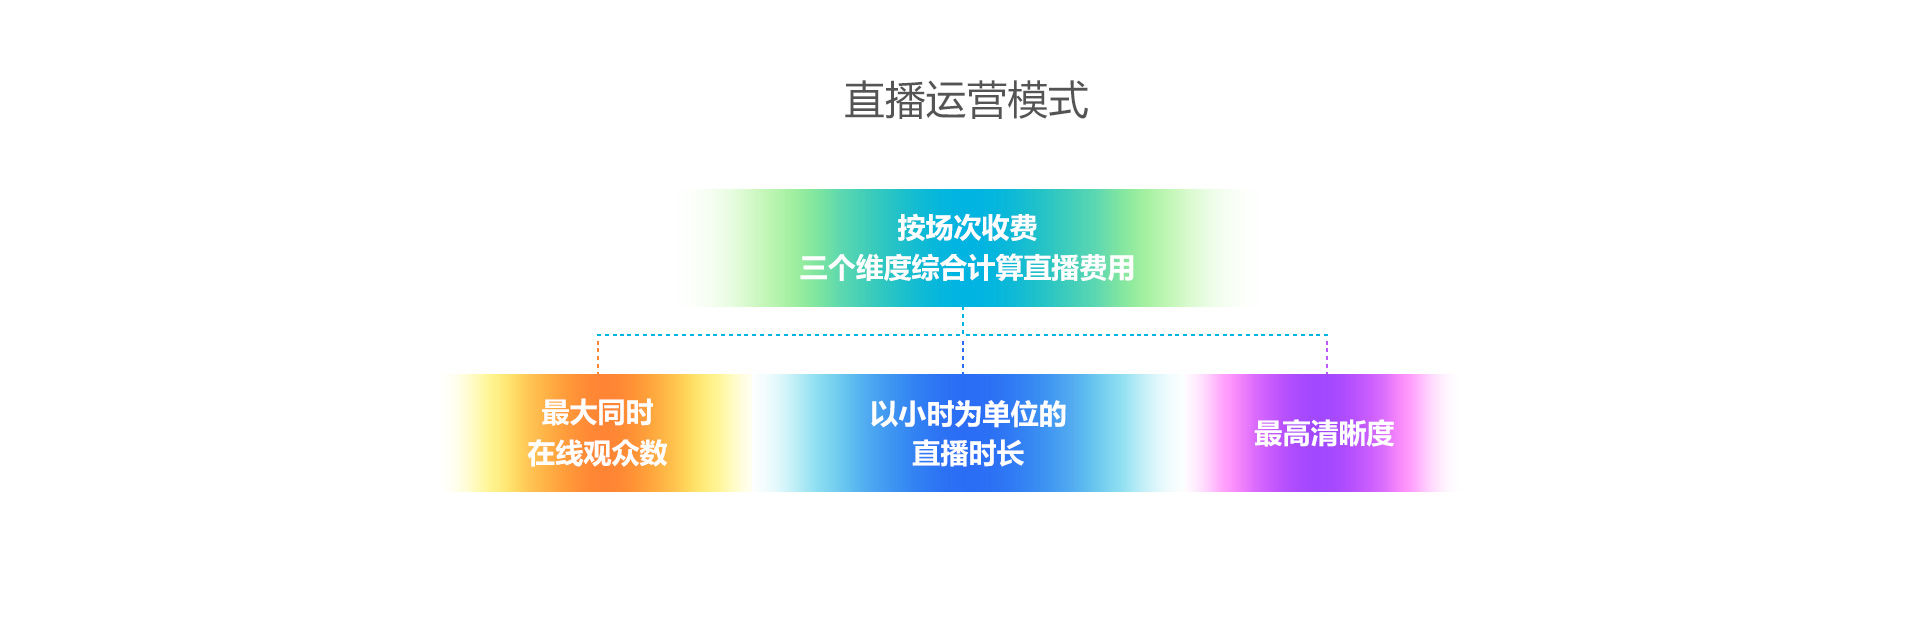 直播运营模式
按场次收费
三个维度综合计算直播费用
最大同时
在线观众数
以小时为单位的
直播时长
最高清晰度